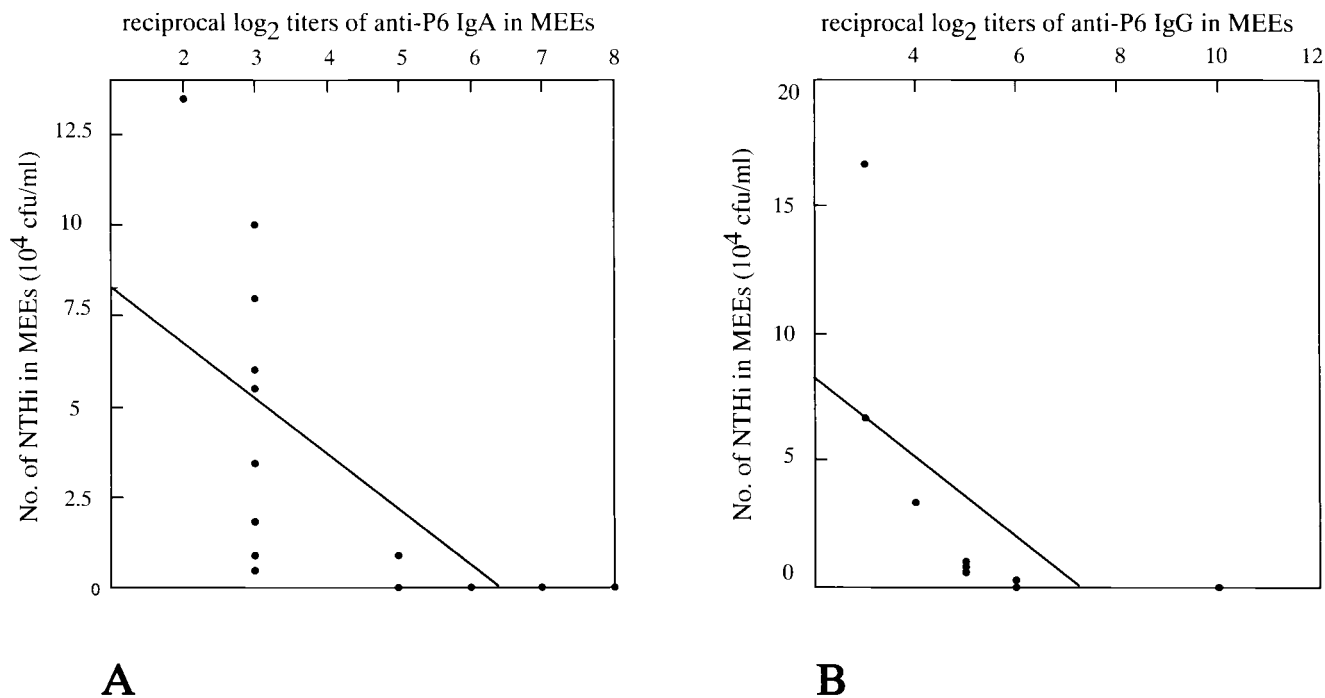 reciprocal log2 titers of anti-P6 IgA in MEEs
2 3 4 5 6 7 8
No. of NTHi in MEEs (10^4 cfu/ml)
12.5
10
7.5
5
2.5
0
A
reciprocal log2 titers of anti-P6 IgG in MEEs
4 6 8 10 12
No. of NTHi in MEEs (10^4 cfu/ml)
20
15
10
5
0
B